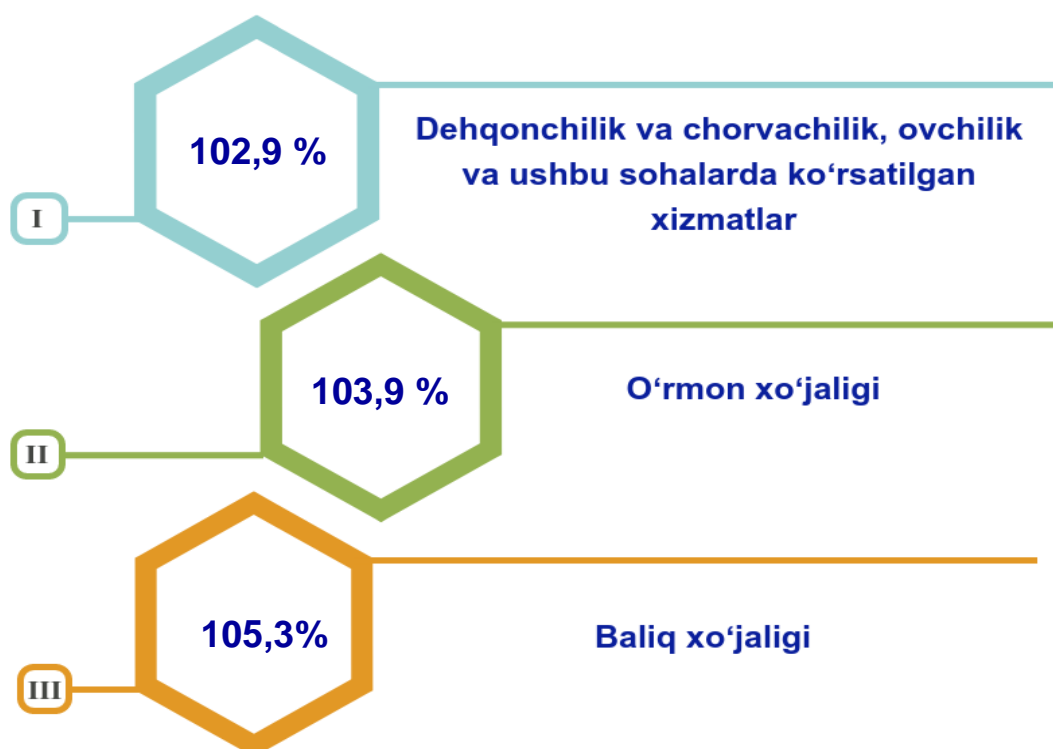 I
102,9 %
Dehqonchilik va chorvachilik, ovchilik
va ushbu sohalarda ko‘rsatilgan
xizmatlar
II
103,9 %
O‘rmon xo‘jaligi
III
105,3%
Baliq xo‘jaligi